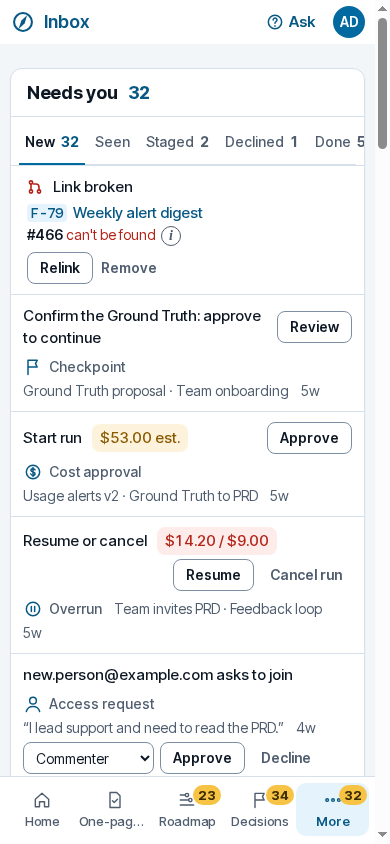 Inbox
Ask
AD
Needs you 32
New 32 Seen Staged 2 Declined 1 Done 5
Link broken
F-79 Weekly alert digest
#466 can't be found i
Relink Remove
Confirm the Ground Truth: approve
to continue
Review
Checkpoint
Ground Truth proposal · Team onboarding 5w
Start run $53.00 est. Approve
Cost approval
Usage alerts v2 · Ground Truth to PRD 5w
Resume or cancel $14.20 / $9.00
Resume Cancel run
Overrun Team invites PRD · Feedback loop
5w
new.person@example.com asks to join
Access request
“I lead support and need to read the PRD.” 4w
Commenter Approve Decline
23 34 32
Home One-pag… Roadmap Decisions More